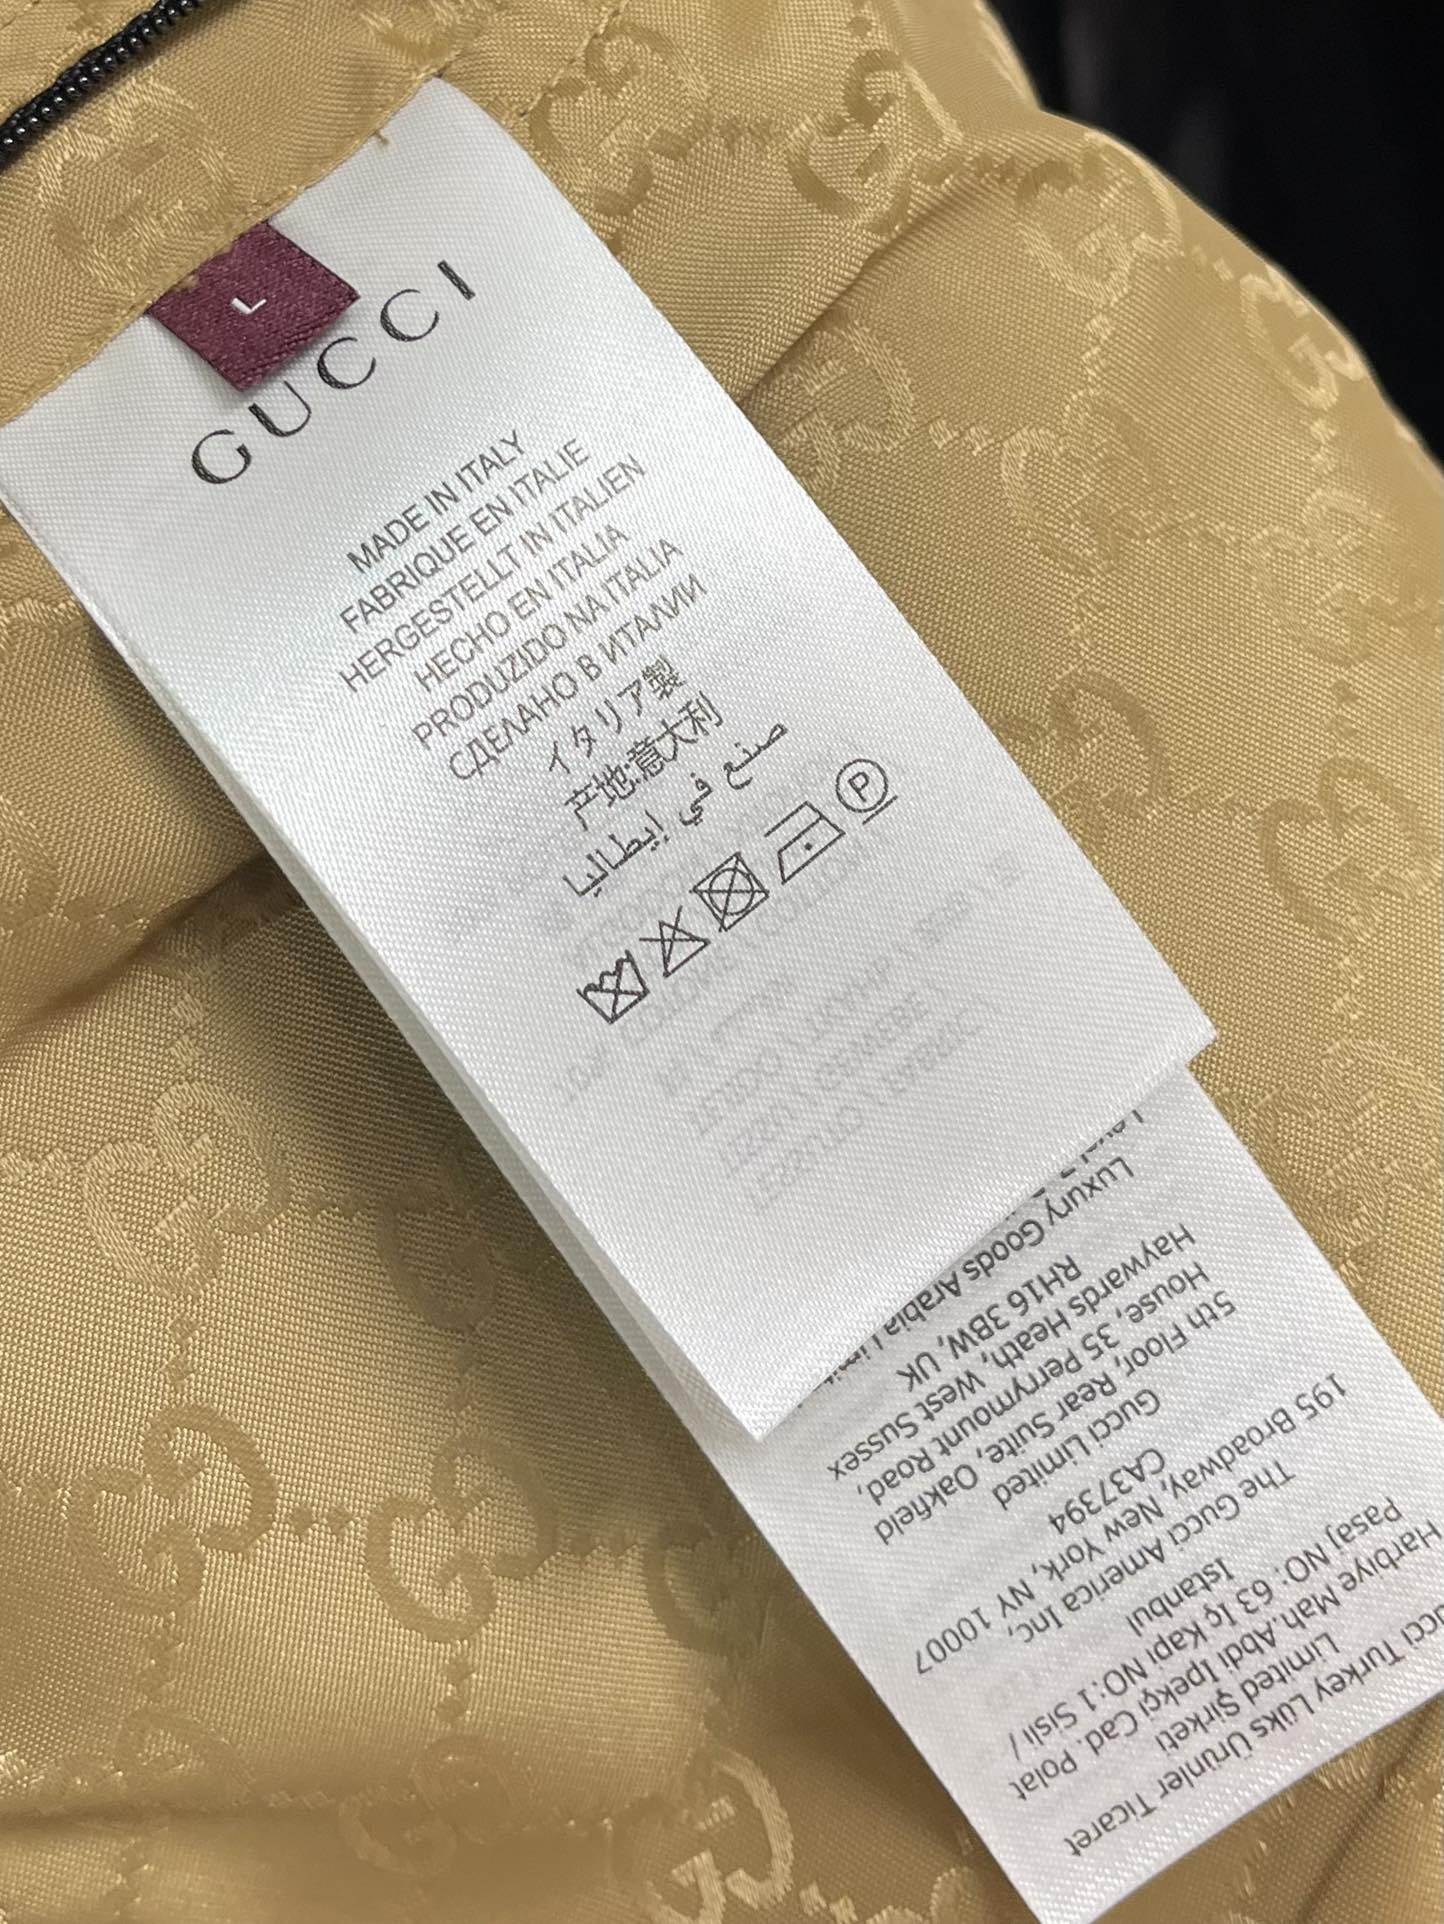 L
GUCCI
MADE IN ITALY
FABRIQUE EN ITALIE
HERGESTELLT IN ITALIEN
HECHO EN ITALIA
PRODUZIDO NA ITALIA
СДЕЛАНО В ИТАЛИИ
イタリア製
产地:意大利
صنع في إيطاليا
P
Gucci Turkey Lüks Ürünler Ticaret
Limited Şirketi
Harbiye Mah.Abdi Ipekçi Cad. Polat
Pasaj NO: 63 Iç Kapi NO:1 Sisli /
Istanbul
The Gucci America Inc,
195 Broadway, New York, NY 10007
CA37394
Gucci Limited
5th Floor, Rear Suite, Oakfield
House, 35 Perrymount Road,
Haywards Heath, West Sussex
RH16 3BW, UK
Luxury Goods Arabia